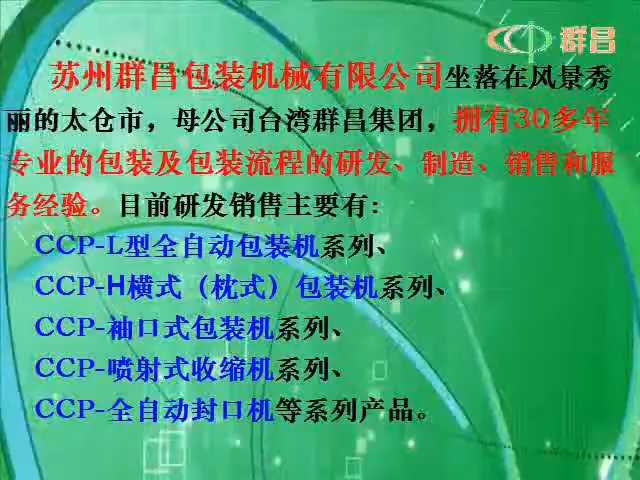 群昌
苏州群昌包装机械有限公司坐落在风景秀
丽的太仓市，母公司台湾群昌集团，拥有30多年
专业的包装及包装流程的研发、制造、销售和服
务经验。目前研发销售主要有：
CCP-L型全自动包装机系列、
CCP-H横式（枕式）包装机系列、
CCP-袖口式包装机系列、
CCP-喷射式收缩机系列、
CCP-全自动封口机等系列产品。